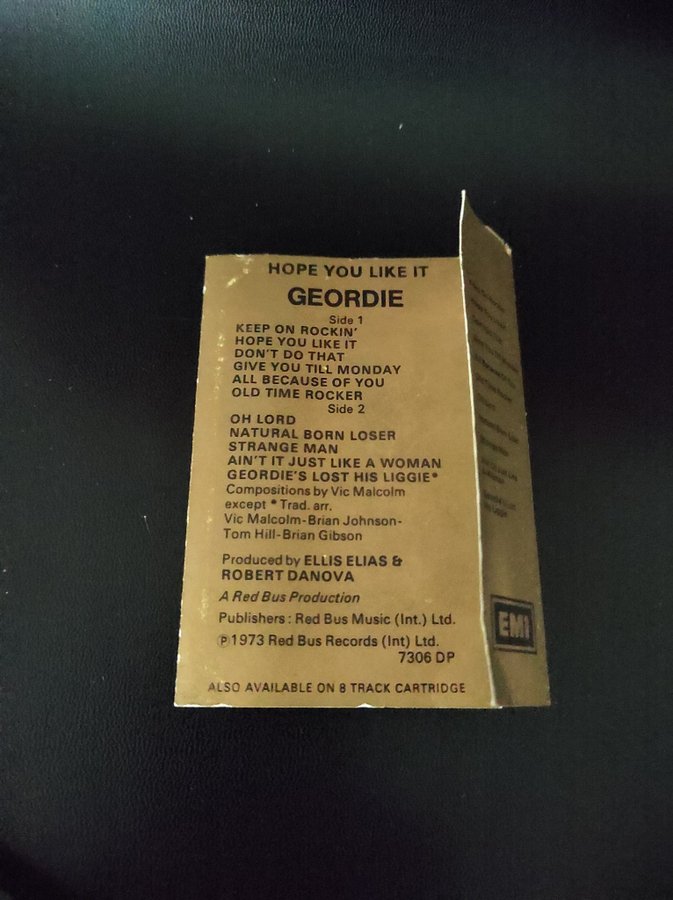 HOPE YOU LIKE IT
GEORDIE
Side 1
KEEP ON ROCKIN'
HOPE YOU LIKE IT
DON'T DO THAT
GIVE YOU TILL MONDAY
ALL BECAUSE OF YOU
OLD TIME ROCKER
Side 2
OH LORD
NATURAL BORN LOSER
STRANGE MAN
AIN'T IT JUST LIKE A WOMAN
GEORDIE'S LOST HIS LIGGIE*
Compositions by Vic Malcolm
except * Trad. arr.
Vic Malcolm-Brian Johnson-
Tom Hill-Brian Gibson
Produced by ELLIS ELIAS &
ROBERT DANOVA
A Red Bus Production
Publishers: Red Bus Music (Int.) Ltd.
℗ 1973 Red Bus Records (Int) Ltd.
7306 DP
ALSO AVAILABLE ON 8 TRACK CARTRIDGE
EMI